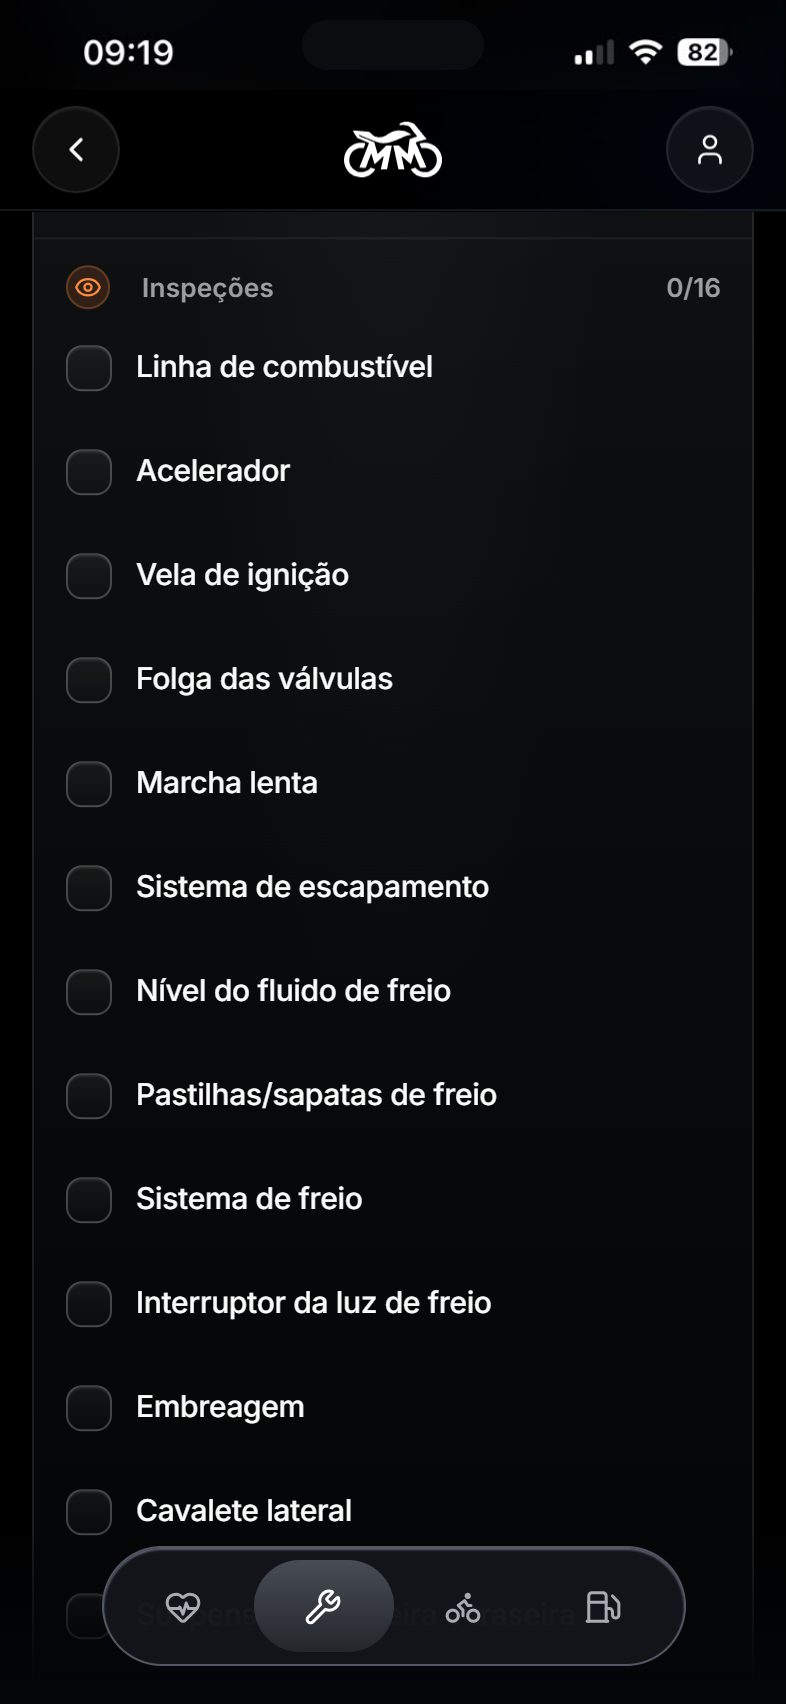 09:19
82
MM
Inspeções
0/16
Linha de combustível
Acelerador
Vela de ignição
Folga das válvulas
Marcha lenta
Sistema de escapamento
Nível do fluido de freio
Pastilhas/sapatas de freio
Sistema de freio
Interruptor da luz de freio
Embreagem
Cavalete lateral